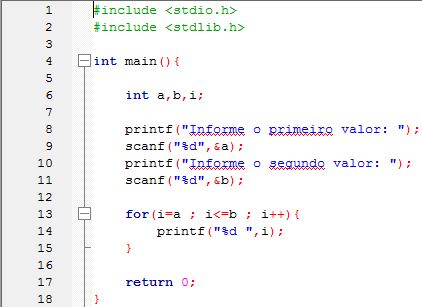 1 #include <stdio.h>
2 #include <stdlib.h>
3
4 int main(){
5
6 int a,b,i;
7
8 printf("Informe o primeiro valor: ");
9 scanf("%d",&a);
10 printf("Informe o segundo valor: ");
11 scanf("%d",&b);
12
13 for(i=a ; i<=b ; i++){
14 printf("%d ",i);
15 }
16
17 return 0;
18 }